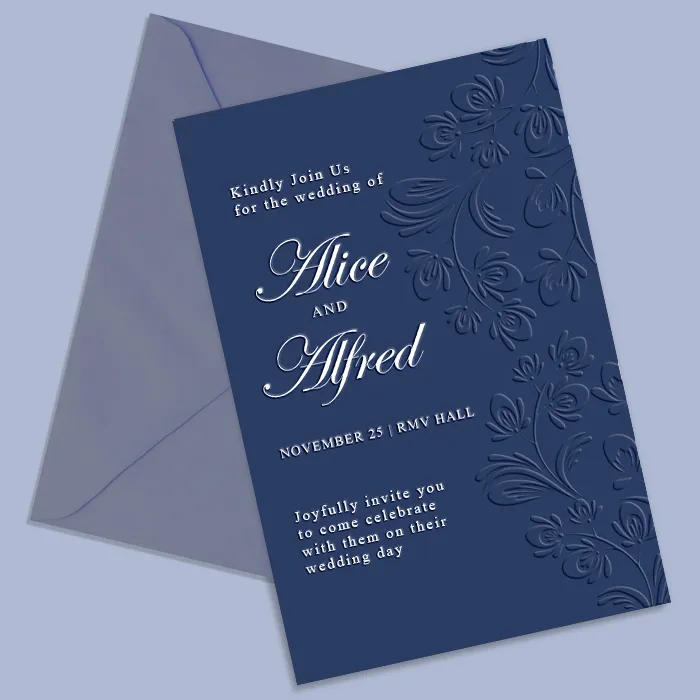 Kindly Join Us
for the wedding of
Alice
AND
Alfred
NOVEMBER 25 | RMV HALL
Joyfully invite you
to come celebrate
with them on their
wedding day